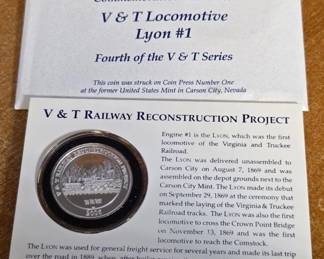 V & T Locomotive
Lyon #1
Fourth of the V & T Series
This coin was struck on Coin Press Number One
at the former United States Mint in Carson City, Nevada
V & T RAILWAY RECONSTRUCTION PROJECT
Engine #1 is the LYON, which was the first
locomotive of the Virginia and Truckee
Railroad.
The LYON was delivered unassembled to
Carson City on August 7, 1869 and was
assembled on the depot grounds next to the
Carson City Mint. The LYON made its debut
on September 29, 1869 at the ceremony that
marked the laying of the Virginia & Truckee
Railroad tracks. The LYON was also the first
locomotive to cross the Crown Point Bridge
on November 13, 1869 and was the first
locomotive to reach the Comstock.
The LYON was used for general freight service for several years and made its last trip
over the road in 1889, when, after